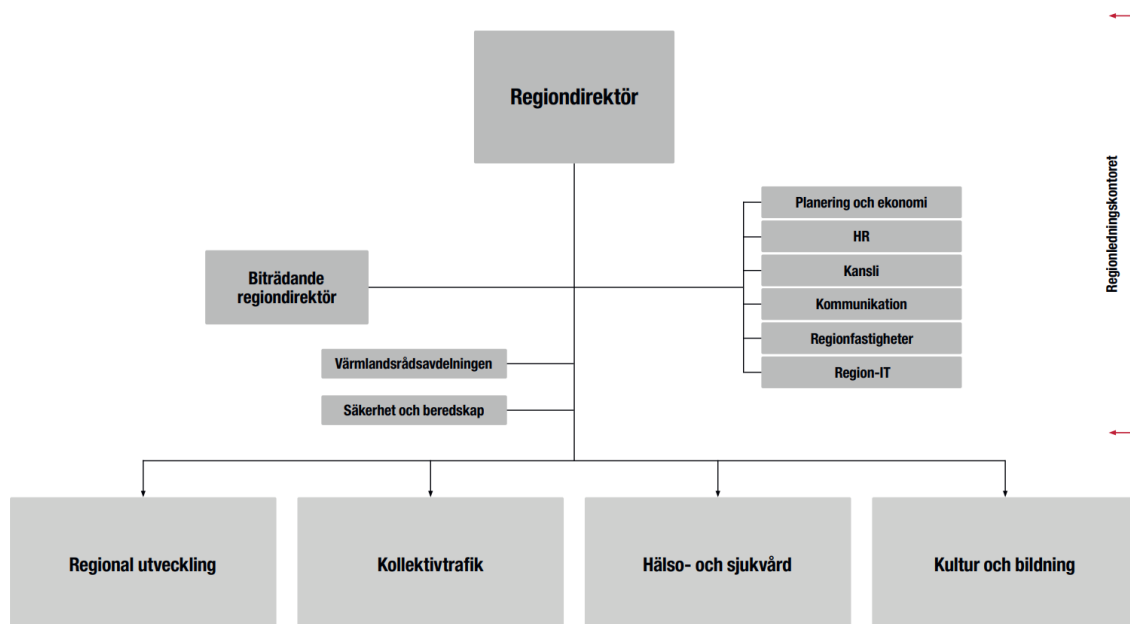 Regiondirektör
Planering och ekonomi
HR
Kansli
Kommunikation
Regionfastigheter
Region-IT
Regionledningskontoret
Biträdande
regiondirektör
Värmlandsrådsavdelningen
Säkerhet och beredskap
Regional utveckling
Kollektivtrafik
Hälso- och sjukvård
Kultur och bildning